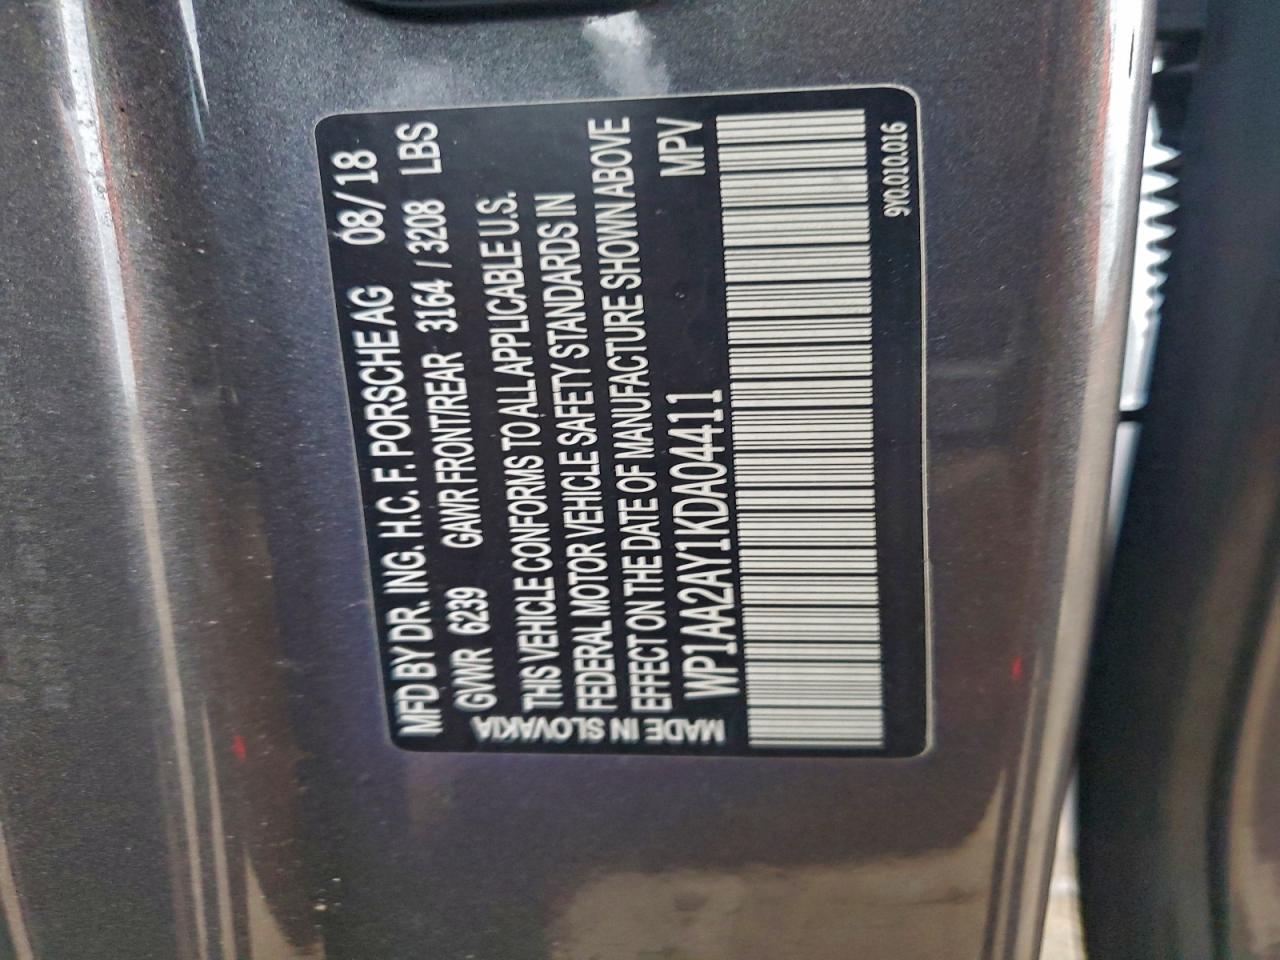 MFD BY DR. ING. H.C. F. PORSCHE AG 08/18
GVWR 6239 GAWR FRONT/REAR 3164 / 3208 LBS
THIS VEHICLE CONFORMS TO ALL APPLICABLE U.S.
FEDERAL MOTOR VEHICLE SAFETY STANDARDS IN
EFFECT ON THE DATE OF MANUFACTURE SHOWN ABOVE
WP1AA2AY1KDA04411 MPV
MADE IN SLOVAKIA
9Y0.010.016